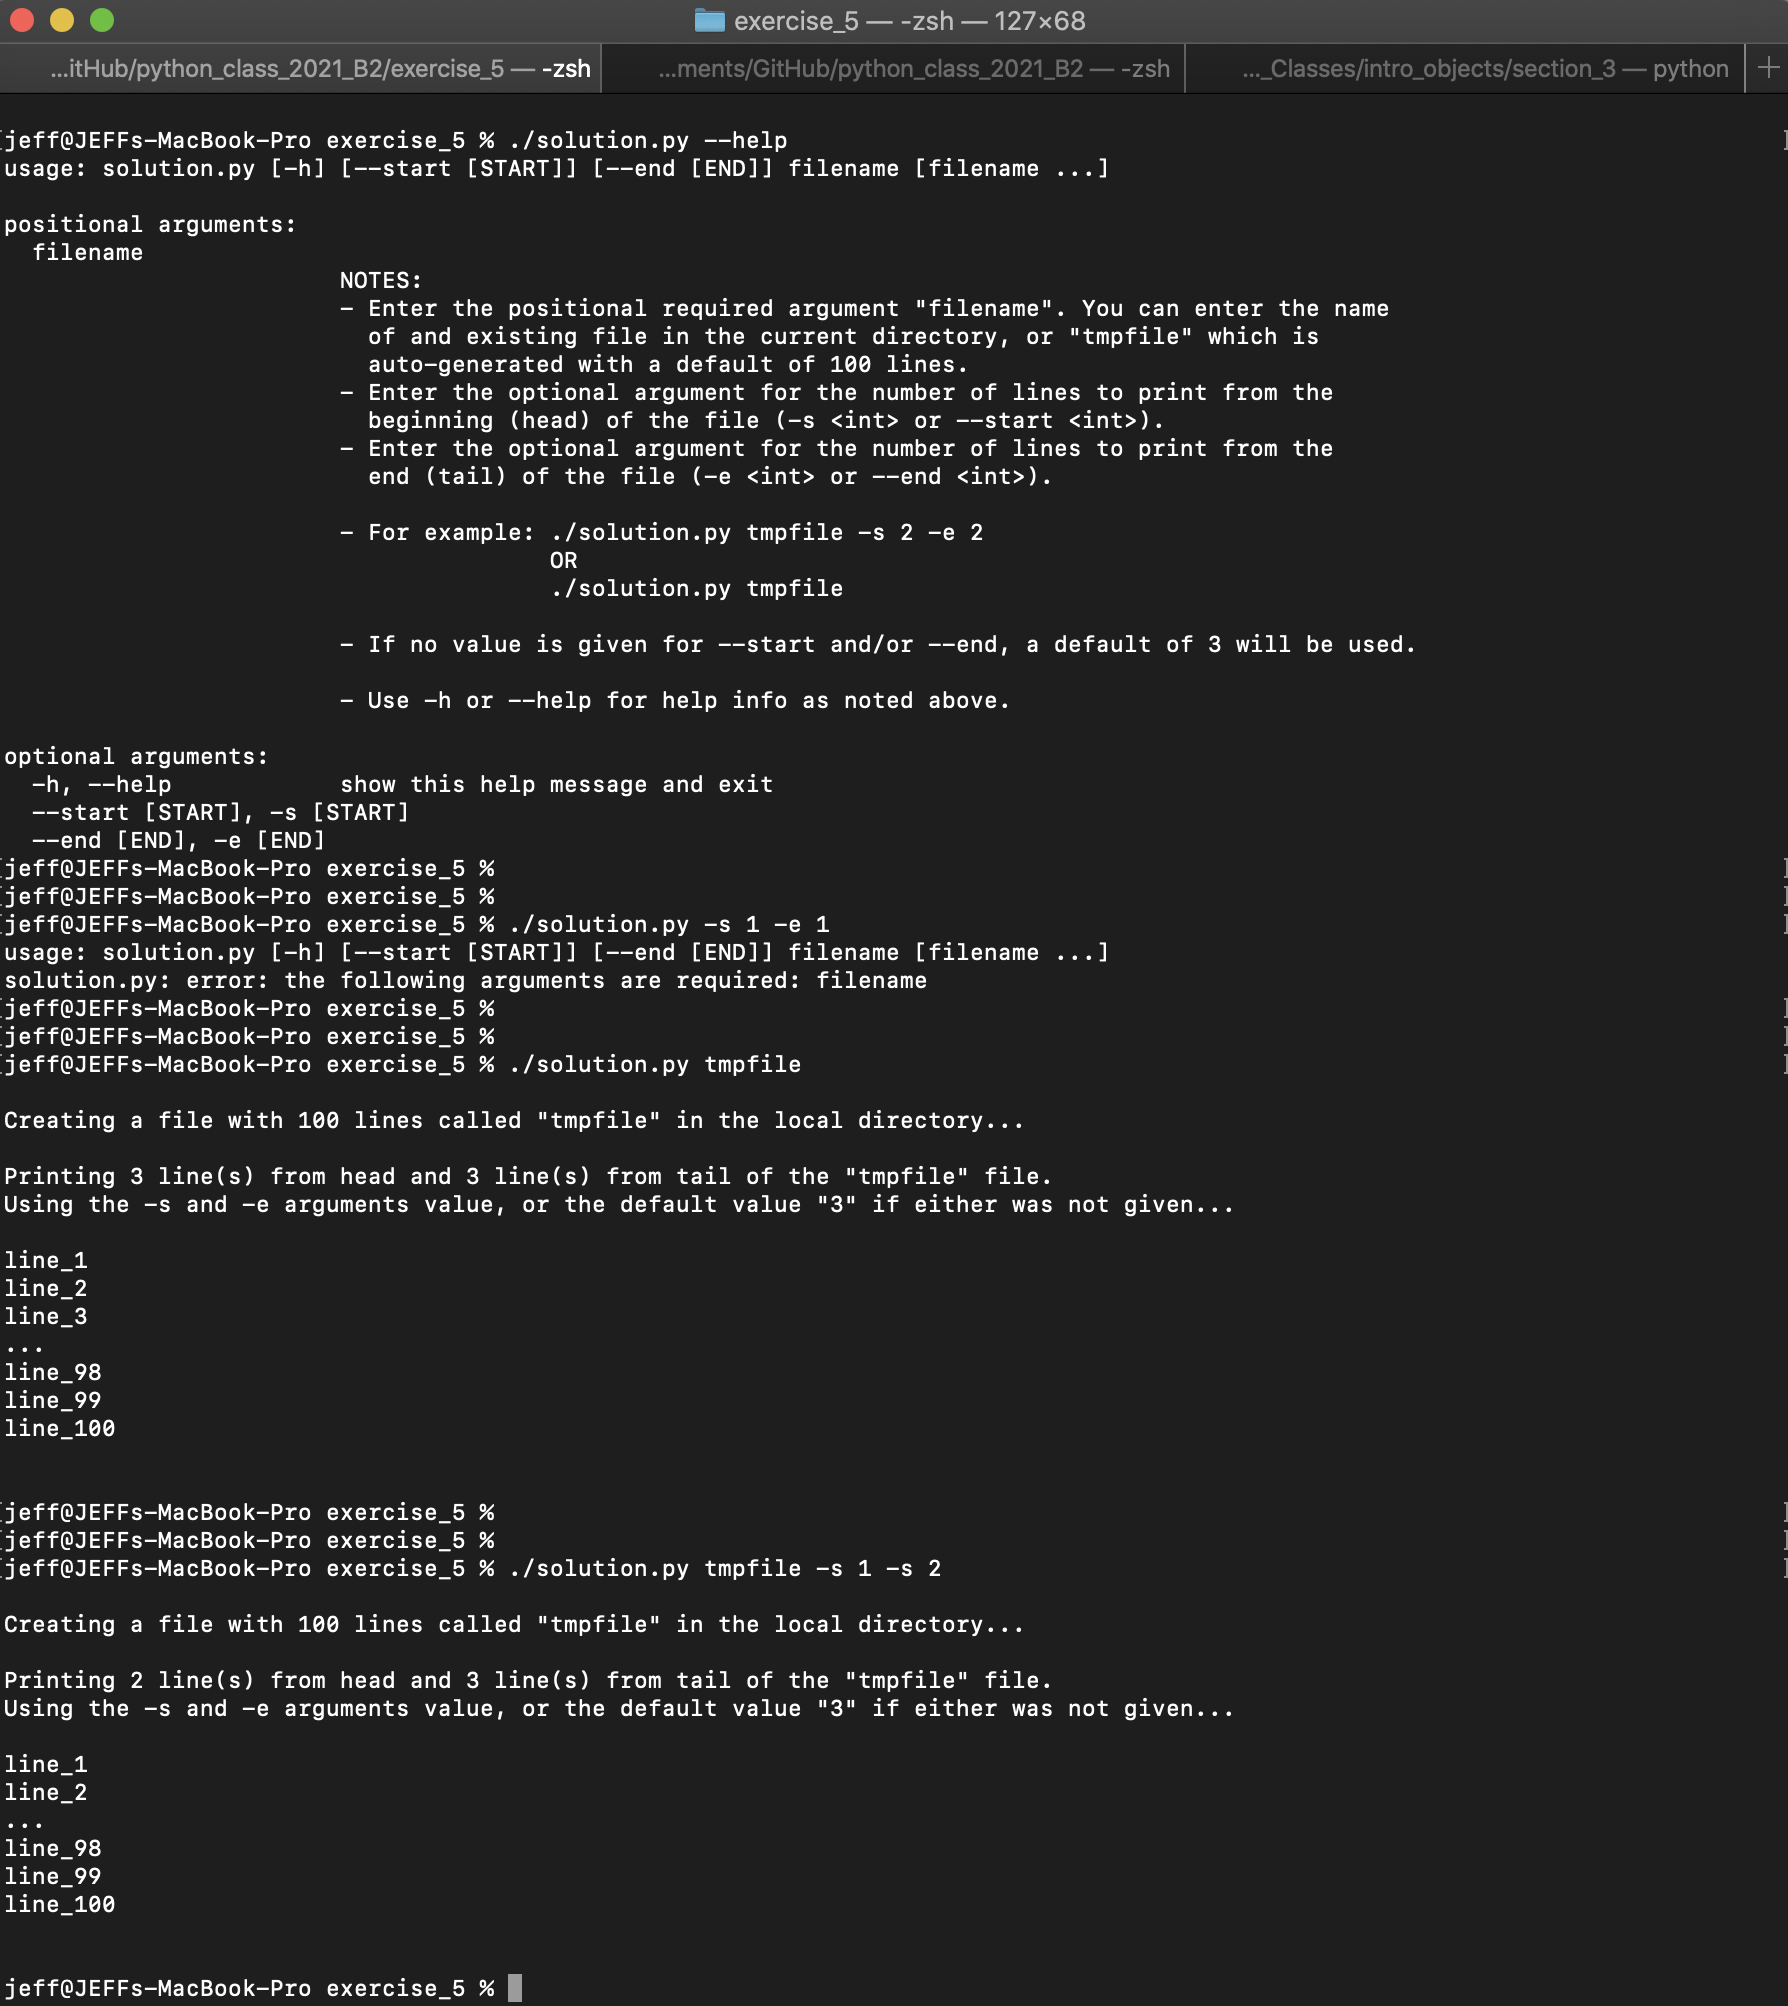 exercise_5 — -zsh — 127×68
...itHub/python_class_2021_B2/exercise_5 — -zsh
...ments/GitHub/python_class_2021_B2 — -zsh
..._Classes/intro_objects/section_3 — python
jeff@JEFFs-MacBook-Pro exercise_5 % ./solution.py --help
usage: solution.py [-h] [--start [START]] [--end [END]] filename [filename ...]
positional arguments:
filename
NOTES:
- Enter the positional required argument "filename". You can enter the name
of and existing file in the current directory, or "tmpfile" which is
auto-generated with a default of 100 lines.
- Enter the optional argument for the number of lines to print from the
beginning (head) of the file (-s <int> or --start <int>).
- Enter the optional argument for the number of lines to print from the
end (tail) of the file (-e <int> or --end <int>).
- For example: ./solution.py tmpfile -s 2 -e 2
OR
./solution.py tmpfile
- If no value is given for --start and/or --end, a default of 3 will be used.
- Use -h or --help for help info as noted above.
optional arguments:
-h, --help show this help message and exit
--start [START], -s [START]
--end [END], -e [END]
jeff@JEFFs-MacBook-Pro exercise_5 %
jeff@JEFFs-MacBook-Pro exercise_5 %
jeff@JEFFs-MacBook-Pro exercise_5 % ./solution.py -s 1 -e 1
usage: solution.py [-h] [--start [START]] [--end [END]] filename [filename ...]
solution.py: error: the following arguments are required: filename
jeff@JEFFs-MacBook-Pro exercise_5 %
jeff@JEFFs-MacBook-Pro exercise_5 %
jeff@JEFFs-MacBook-Pro exercise_5 % ./solution.py tmpfile
Creating a file with 100 lines called "tmpfile" in the local directory...
Printing 3 line(s) from head and 3 line(s) from tail of the "tmpfile" file.
Using the -s and -e arguments value, or the default value "3" if either was not given...
line_1
line_2
line_3
...
line_98
line_99
line_100
jeff@JEFFs-MacBook-Pro exercise_5 %
jeff@JEFFs-MacBook-Pro exercise_5 %
jeff@JEFFs-MacBook-Pro exercise_5 % ./solution.py tmpfile -s 1 -s 2
Creating a file with 100 lines called "tmpfile" in the local directory...
Printing 2 line(s) from head and 3 line(s) from tail of the "tmpfile" file.
Using the -s and -e arguments value, or the default value "3" if either was not given...
line_1
line_2
...
line_98
line_99
line_100
jeff@JEFFs-MacBook-Pro exercise_5 %